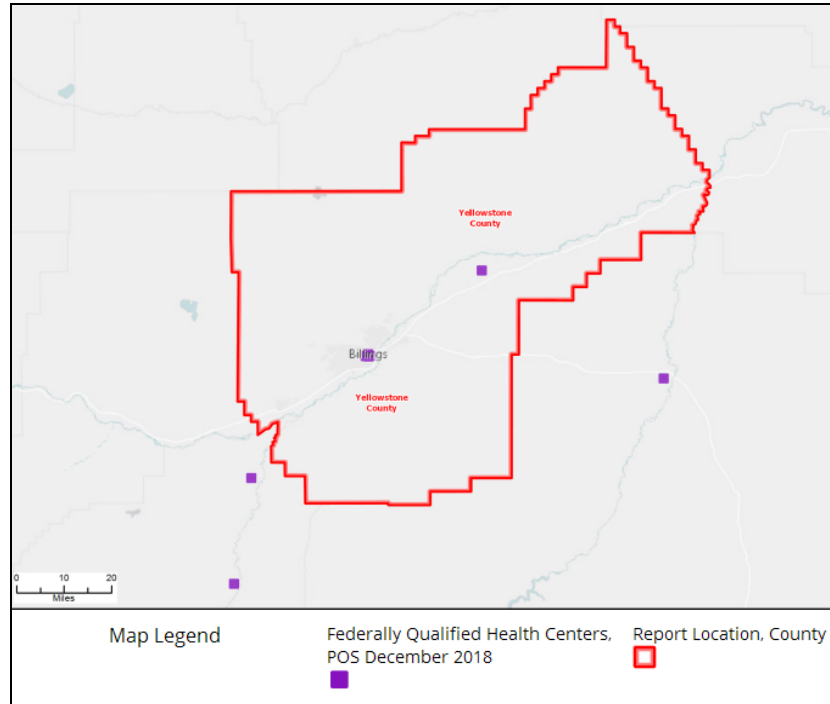 Yellowstone
County
Billings
Yellowstone
County
0 10 20
Miles
Map Legend
Federally Qualified Health Centers,
POS December 2018
Report Location, County